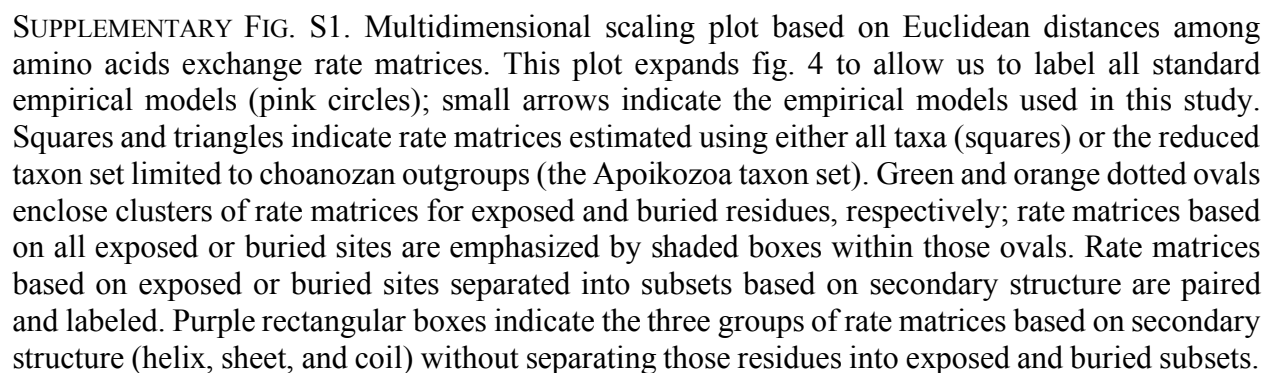 SUPPLEMENTARY FIG. S1. Multidimensional scaling plot based on Euclidean distances among
amino acids exchange rate matrices. This plot expands fig. 4 to allow us to label all standard
empirical models (pink circles); small arrows indicate the empirical models used in this study.
Squares and triangles indicate rate matrices estimated using either all taxa (squares) or the reduced
taxon set limited to choanozan outgroups (the Apoikozoa taxon set). Green and orange dotted ovals
enclose clusters of rate matrices for exposed and buried residues, respectively; rate matrices based
on all exposed or buried sites are emphasized by shaded boxes within those ovals. Rate matrices
based on exposed or buried sites separated into subsets based on secondary structure are paired
and labeled. Purple rectangular boxes indicate the three groups of rate matrices based on secondary
structure (helix, sheet, and coil) without separating those residues into exposed and buried subsets.